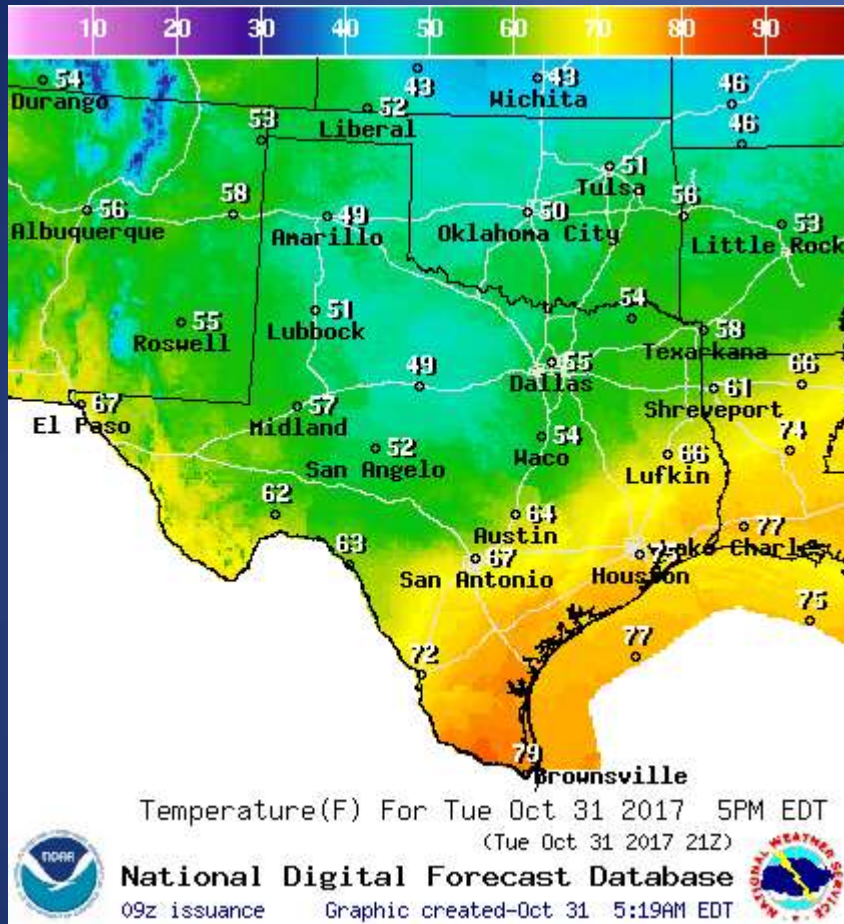 10 20 30 40 50 60 70 80 90
54 43 43 46
Durango Wichita
53 52 46
Liberal
51
Tulsa
56 58 49 50 56 53
Albuquerque Amarillo Oklahoma City Little Rock
55 51 54 58
Roswell Lubbock Texarkana
49 55 66
Dallas
67 57 61
El Paso Midland Shreveport
52 54 66 74
San Angelo Waco Lufkin
62 64 77
Austin Lake Charles
63 67
San Antonio Houston
75
72 77
79
Brownsville
Temperature(F) For Tue Oct 31 2017 5PM EDT
(Tue Oct 31 2017 21Z)
National Digital Forecast Database
09z issuance Graphic created-Oct 31 5:19AM EDT
NOAA
NATIONAL WEATHER SERVICE